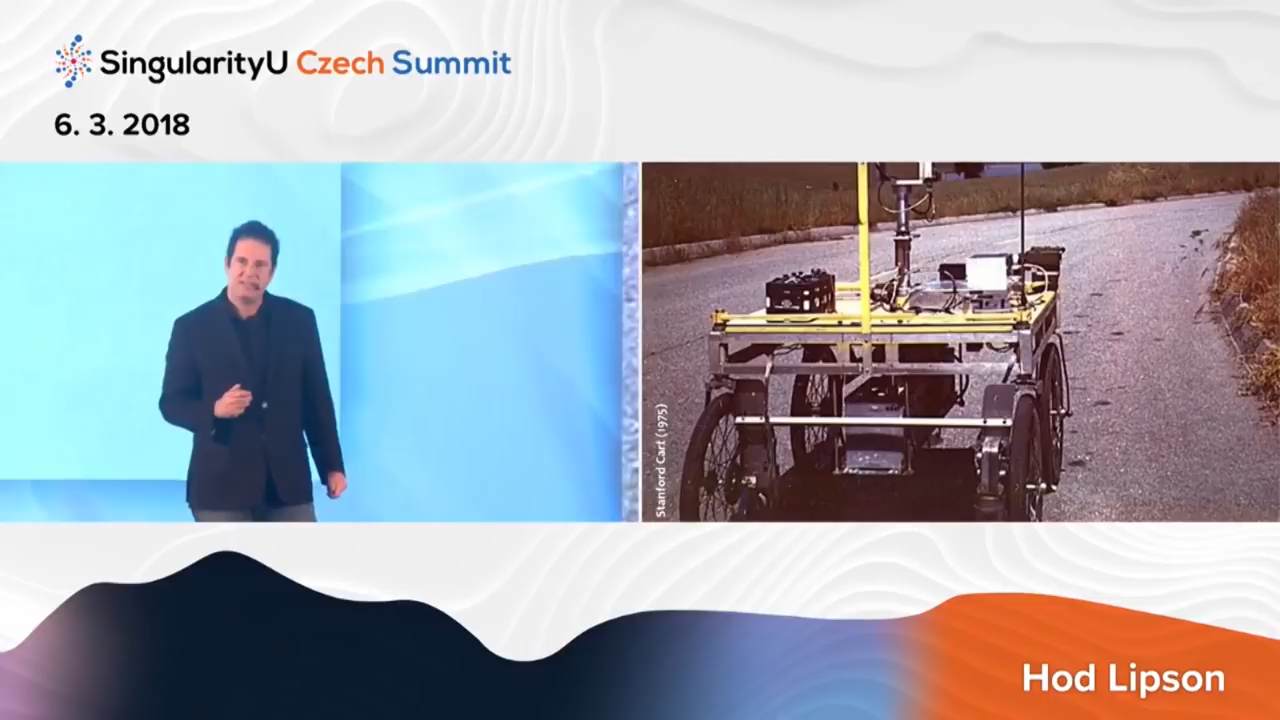 SingularityU Czech Summit
6. 3. 2018
Stanford Cart (1975)
Hod Lipson